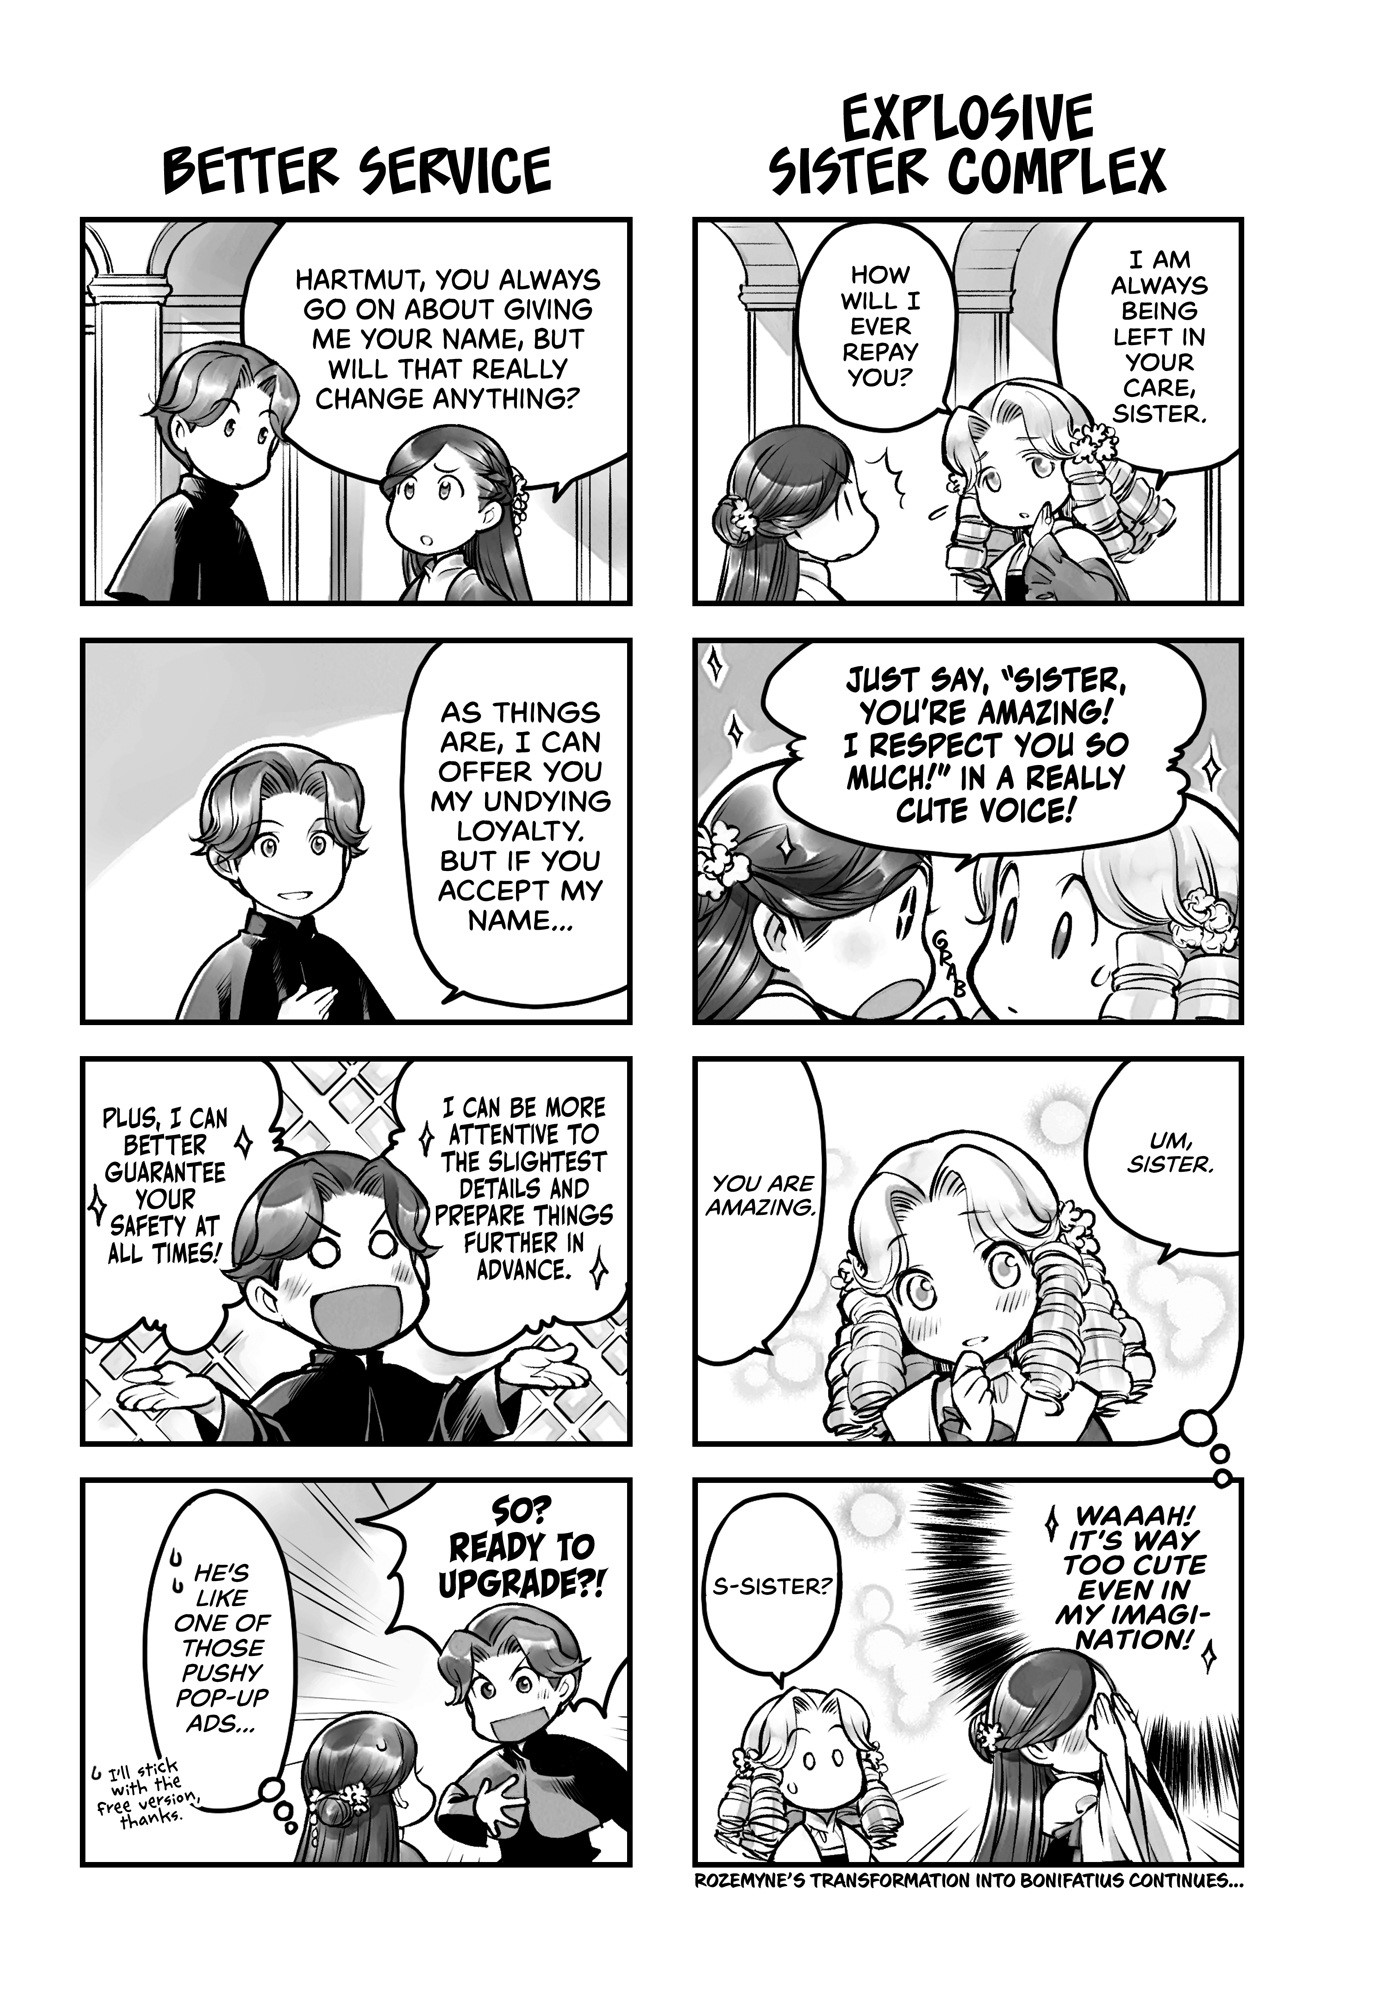 EXPLOSIVE
SISTER COMPLEX
I AM
ALWAYS
BEING
LEFT IN
YOUR
CARE,
SISTER.
HOW
WILL I
EVER
REPAY
YOU?
JUST SAY, "SISTER,
YOU'RE AMAZING!
I RESPECT YOU SO
MUCH!" IN A REALLY
CUTE VOICE!
GRAB
UM,
SISTER.
YOU ARE
AMAZING.
WAAAH!
IT'S WAY
TOO CUTE
EVEN IN
MY IMAGI-
NATION!
S-SISTER?
ROZEMYNE'S TRANSFORMATION INTO BONIFATIUS CONTINUES...
BETTER SERVICE
HARTMUT, YOU ALWAYS
GO ON ABOUT GIVING
ME YOUR NAME, BUT
WILL THAT REALLY
CHANGE ANYTHING?
AS THINGS
ARE, I CAN
OFFER YOU
MY UNDYING
LOYALTY.
BUT IF YOU
ACCEPT MY
NAME...
I CAN BE MORE
ATTENTIVE TO
THE SLIGHTEST
DETAILS AND
PREPARE THINGS
FURTHER IN
ADVANCE.
PLUS, I CAN
BETTER
GUARANTEE
YOUR
SAFETY AT
ALL TIMES!
SO?
READY TO
UPGRADE?!
HE'S
LIKE
ONE OF
THOSE
PUSHY
POP-UP
ADS...
I'll stick
with the
free version,
thanks.